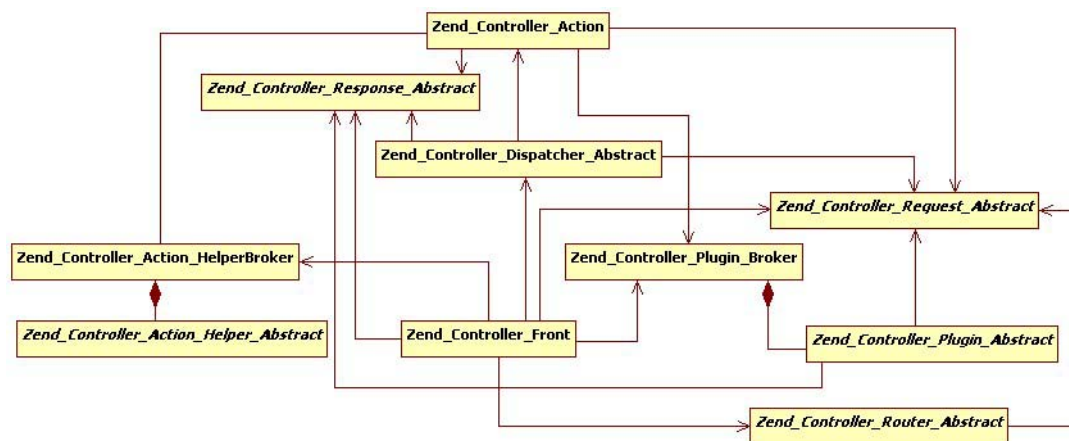 Zend_Controller_Action
Zend_Controller_Response_Abstract
Zend_Controller_Dispatcher_Abstract
Zend_Controller_Request_Abstract
Zend_Controller_Action_HelperBroker
Zend_Controller_Plugin_Broker
Zend_Controller_Action_Helper_Abstract
Zend_Controller_Front
Zend_Controller_Plugin_Abstract
Zend_Controller_Router_Abstract